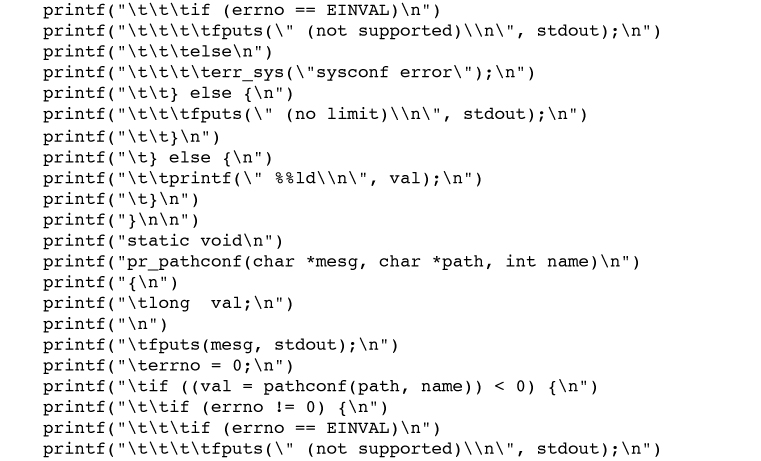 printf("\t\t\tif (errno == EINVAL)\n")
printf("\t\t\t\tfputs(\" (not supported)\\n\", stdout);\n")
printf("\t\t\telse\n")
printf("\t\t\t\terr_sys(\"sysconf error\");\n")
printf("\t\t} else {\n")
printf("\t\t\tfputs(\" (no limit)\\n\", stdout);\n")
printf("\t\t}\n")
printf("\t} else {\n")
printf("\t\tprintf(\" %%ld\\n\", val);\n")
printf("\t}\n")
printf("}\n\n")
printf("static void\n")
printf("pr_pathconf(char *mesg, char *path, int name)\n")
printf("{\n")
printf("\tlong  val;\n")
printf("\n")
printf("\tfputs(mesg, stdout);\n")
printf("\terrno = 0;\n")
printf("\tif ((val = pathconf(path, name)) < 0) {\n")
printf("\t\tif (errno != 0) {\n")
printf("\t\t\tif (errno == EINVAL)\n")
printf("\t\t\t\tfputs(\" (not supported)\\n\", stdout);\n")